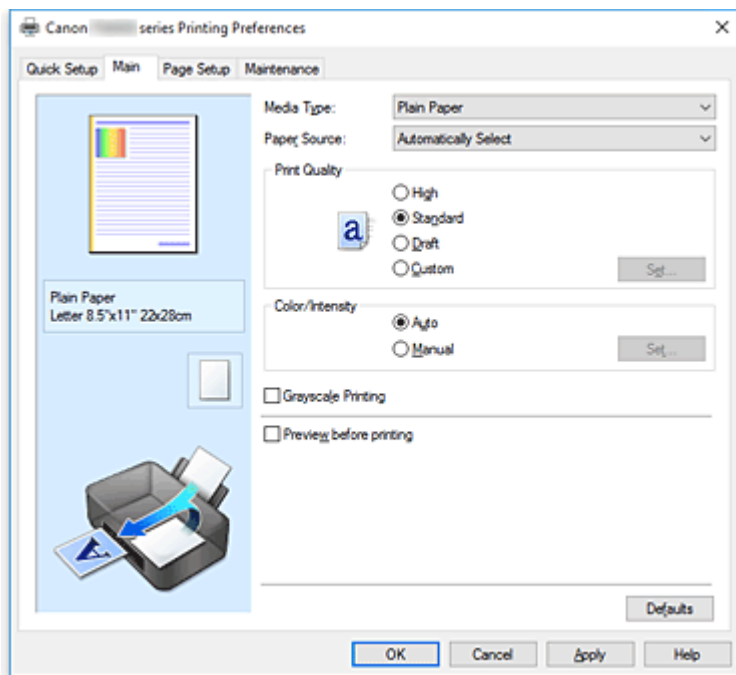 Canon series Printing Preferences
Quick Setup Main Page Setup Maintenance
Media Type: Plain Paper
Paper Source: Automatically Select
Print Quality
High
a Standard
Draft
Custom Set...
Plain Paper
Letter 8.5"x11" 22x28cm
Color/Intensity
Auto
Manual Set...
Grayscale Printing
Preview before printing
A
Defaults
OK Cancel Apply Help